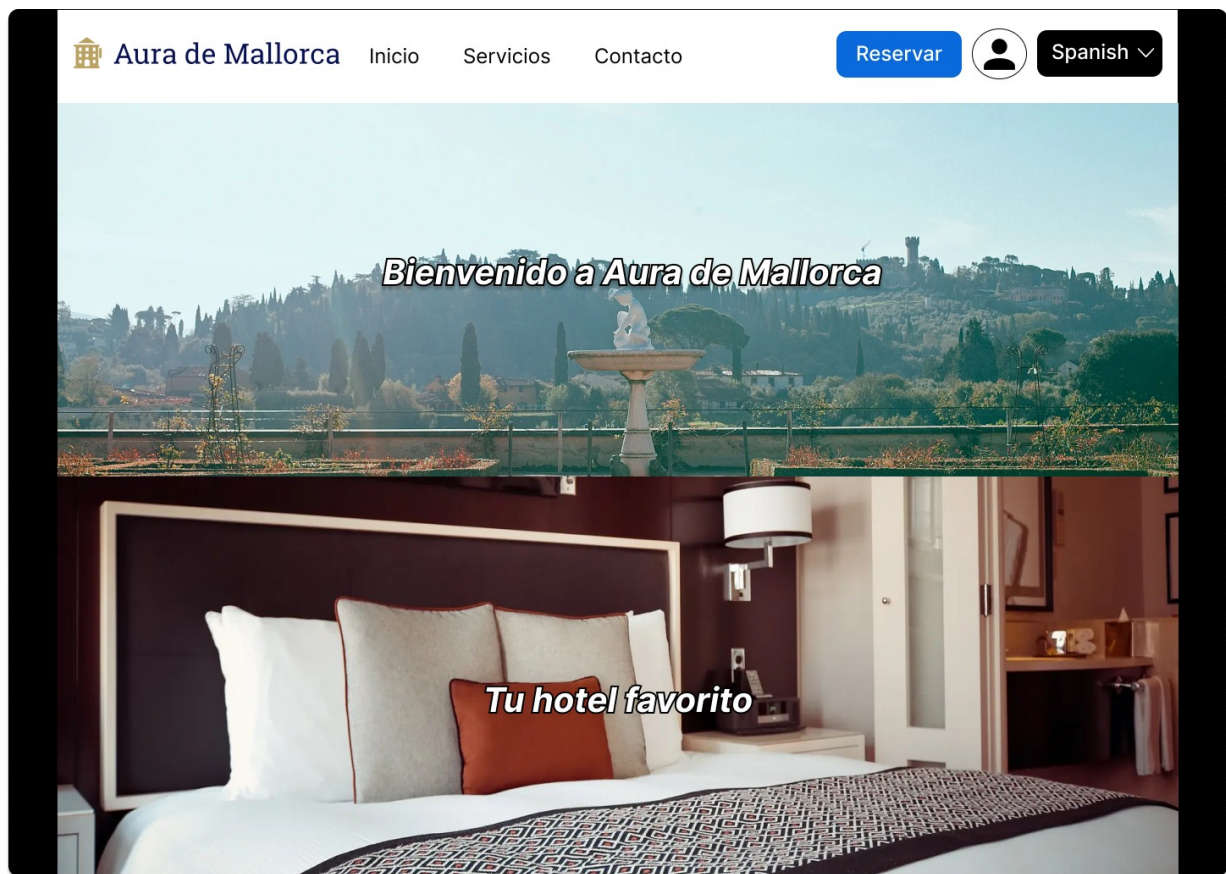 Aura de Mallorca Inicio Servicios Contacto Reservar Spanish
Bienvenido a Aura de Mallorca
Tu hotel favorito